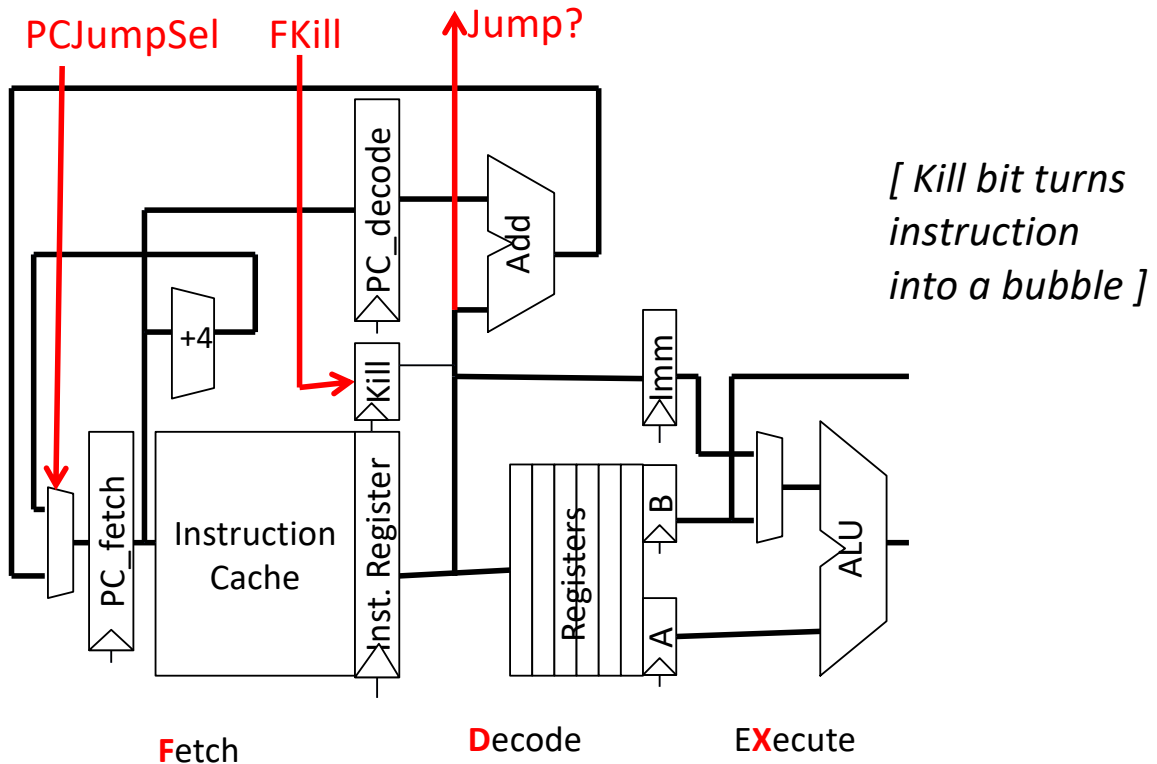 PCJumpSel
FKill
Jump?
PC_decode
Add
[ Kill bit turns
instruction
into a bubble ]
+4
Kill
Imm
PC_fetch
Instruction
Cache
Inst. Register
Registers
B
A
ALU
Fetch
Decode
EXecute